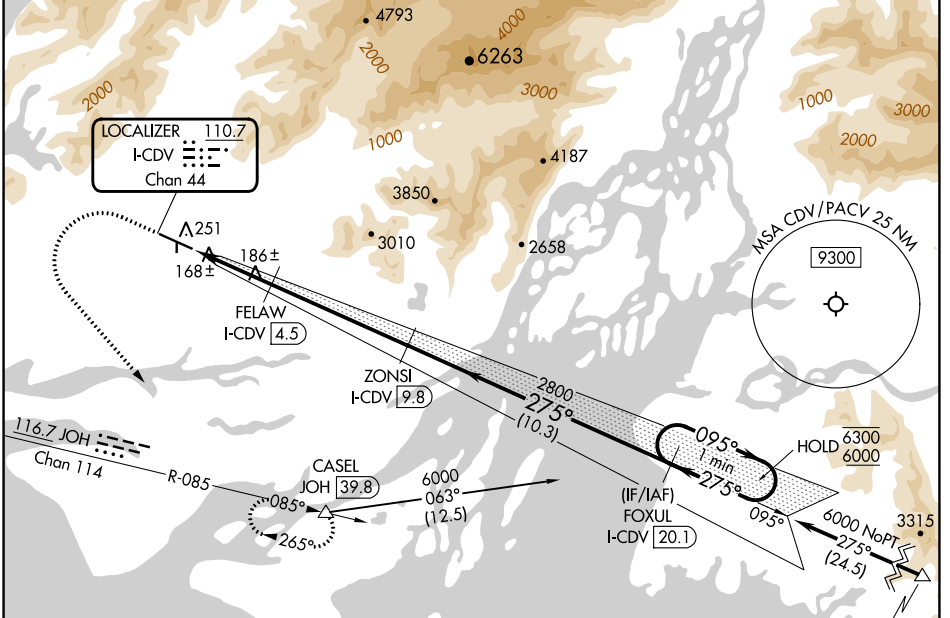 4793
4000
6263
2000
2000
3000
1000
1000
3000
2000
LOCALIZER 110.7
I-CDV
Chan 44
4187
3850
3010
2658
251
168±
186±
MSA CDV/PACV 25 NM
9300
FELAW
I-CDV 4.5
ZONSI
I-CDV 9.8
2800
275°
(10.3)
095°
1 min
275°
HOLD 6300
6000
095°
(IF/IAF)
FOXUL
I-CDV 20.1
6000 NoPT
275°
(24.5)
3315
116.7 JOH
Chan 114
R-085
085°
265°
CASEL
JOH 39.8
6000
063°
(12.5)
N